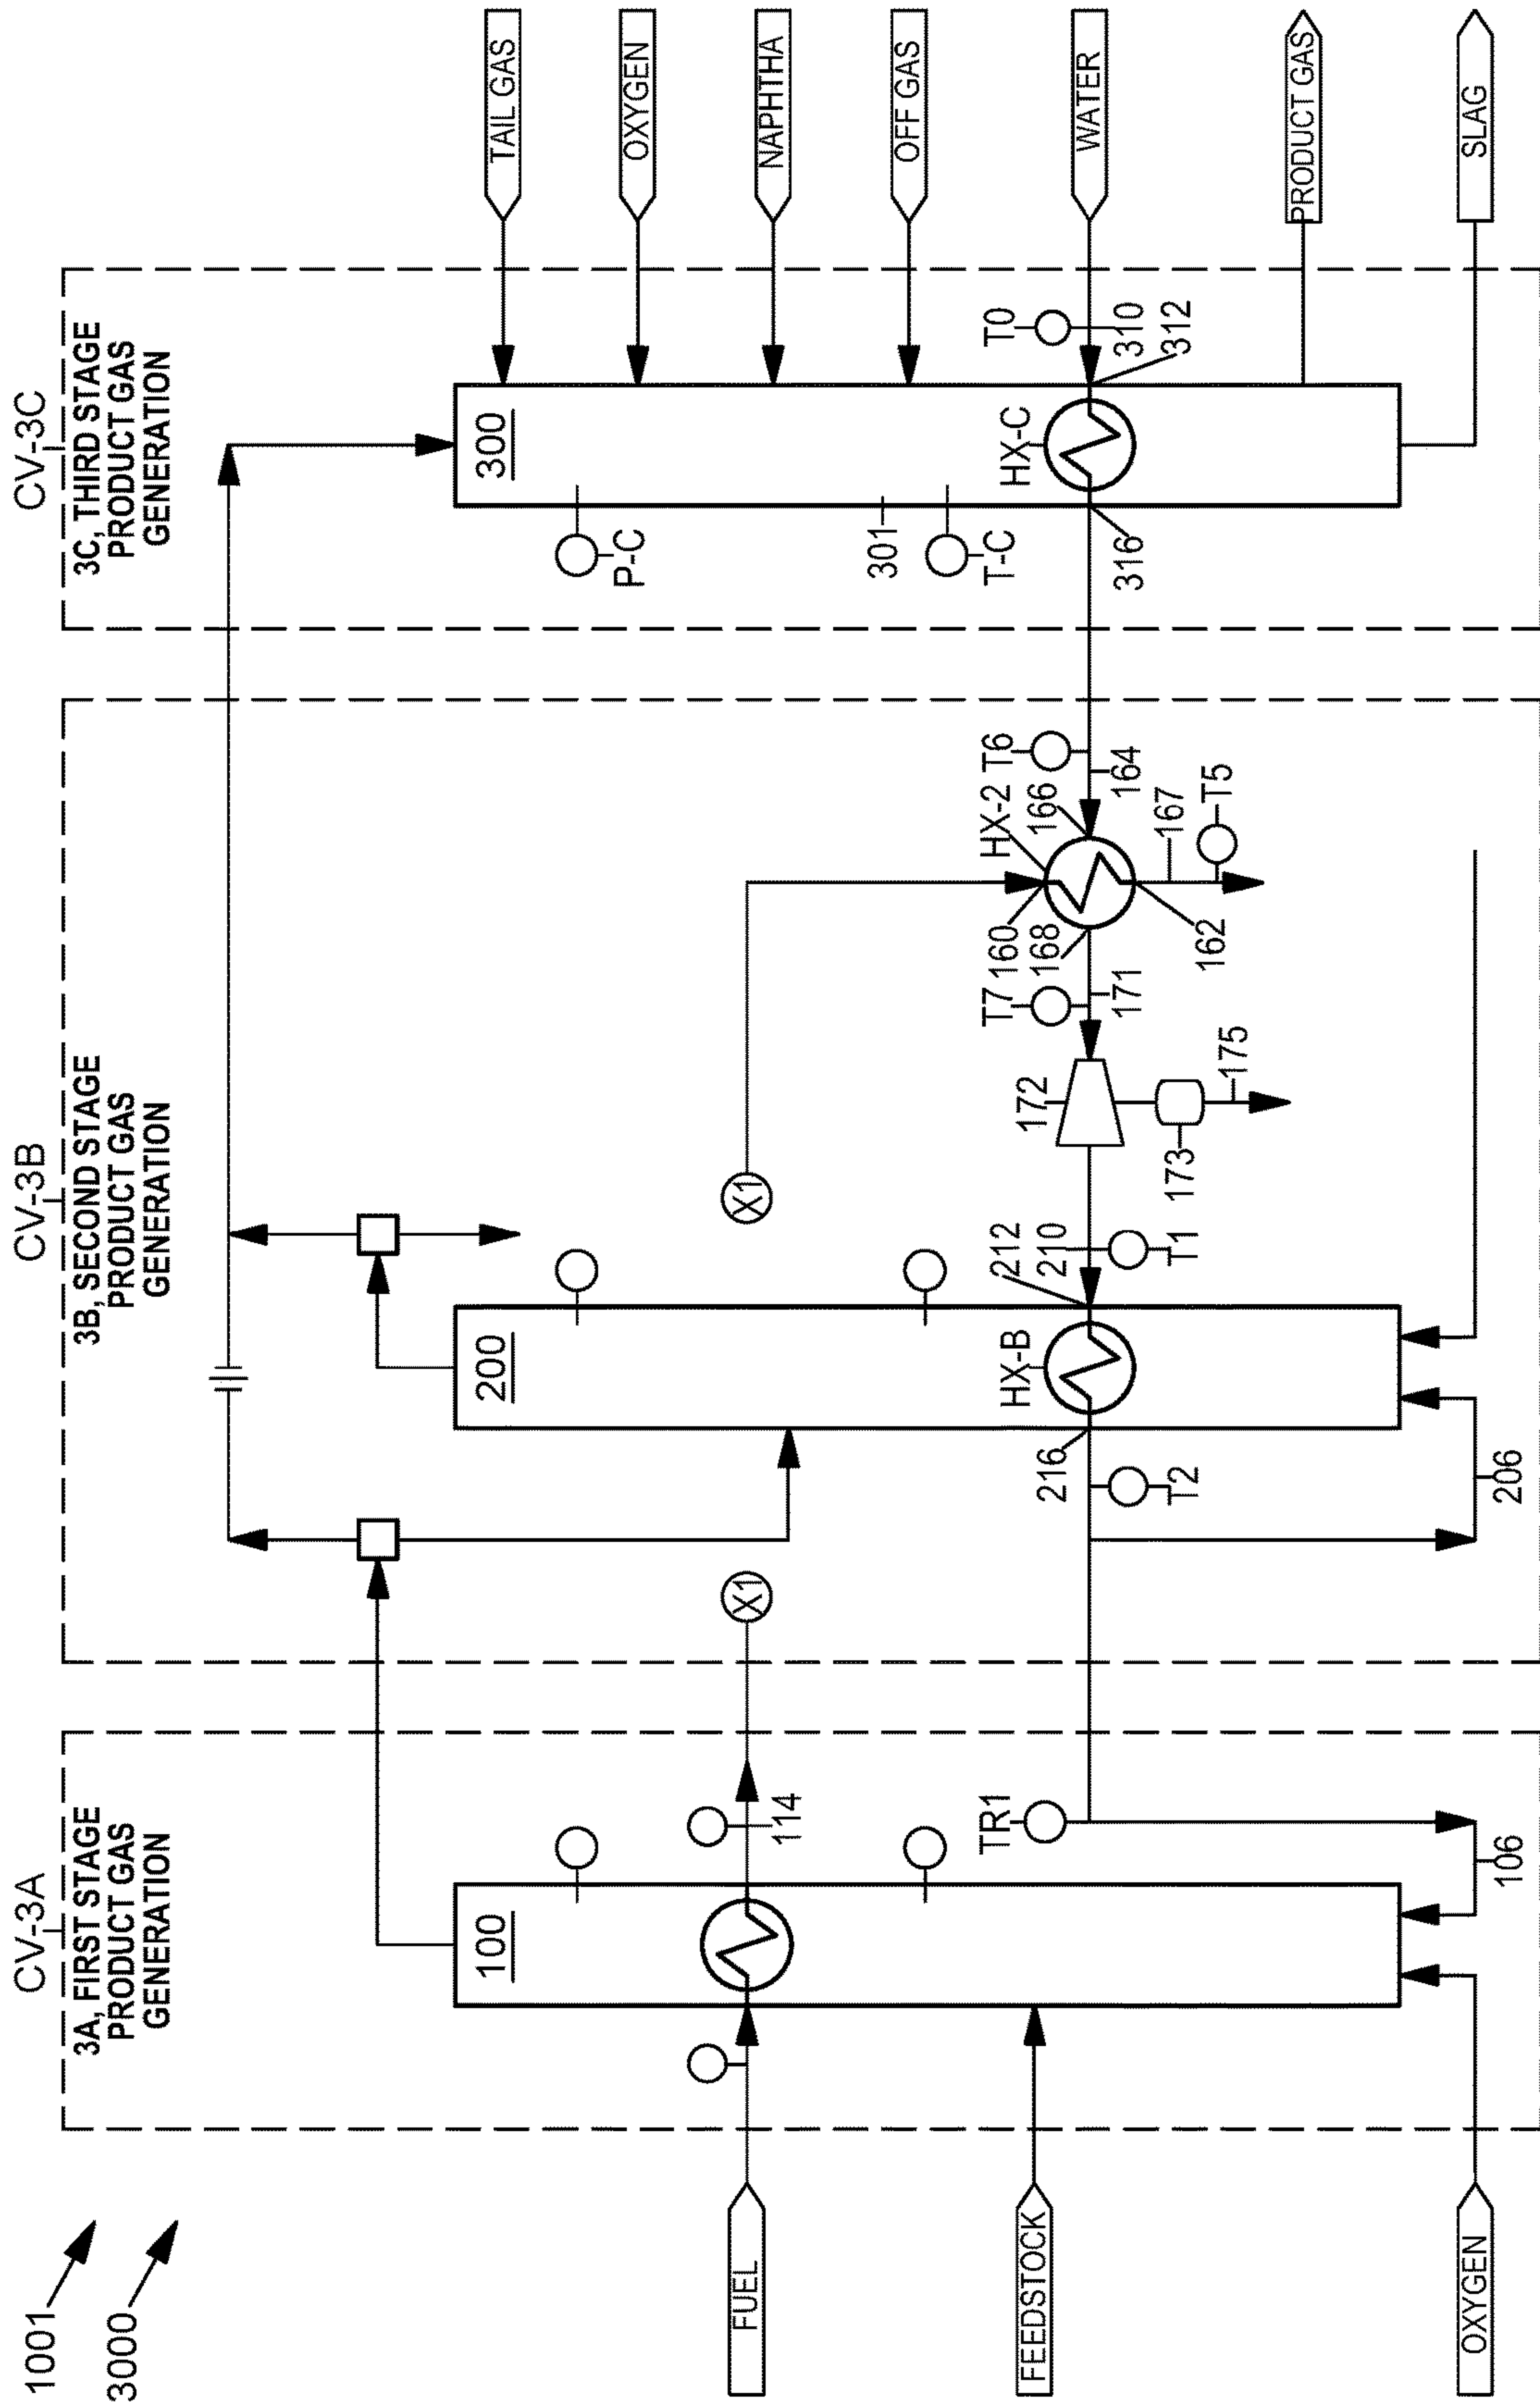 1001
3000
CV-3A
3A, FIRST STAGE
PRODUCT GAS
GENERATION
CV-3B
3B, SECOND STAGE
PRODUCT GAS
GENERATION
CV-3C
3C, THIRD STAGE
PRODUCT GAS
GENERATION
FUEL
FEEDSTOCK
OXYGEN
100
114
X1
TR1
106
200
HX-B
216
T2
206
212
210
T1
X1
172
173
175
T7
160
168
171
HX-2
166
162
T6
164
167
T5
300
P-C
301
T-C
HX-C
316
T0
310
312
TAIL GAS
OXYGEN
NAPHTHA
OFF GAS
WATER
PRODUCT GAS
SLAG